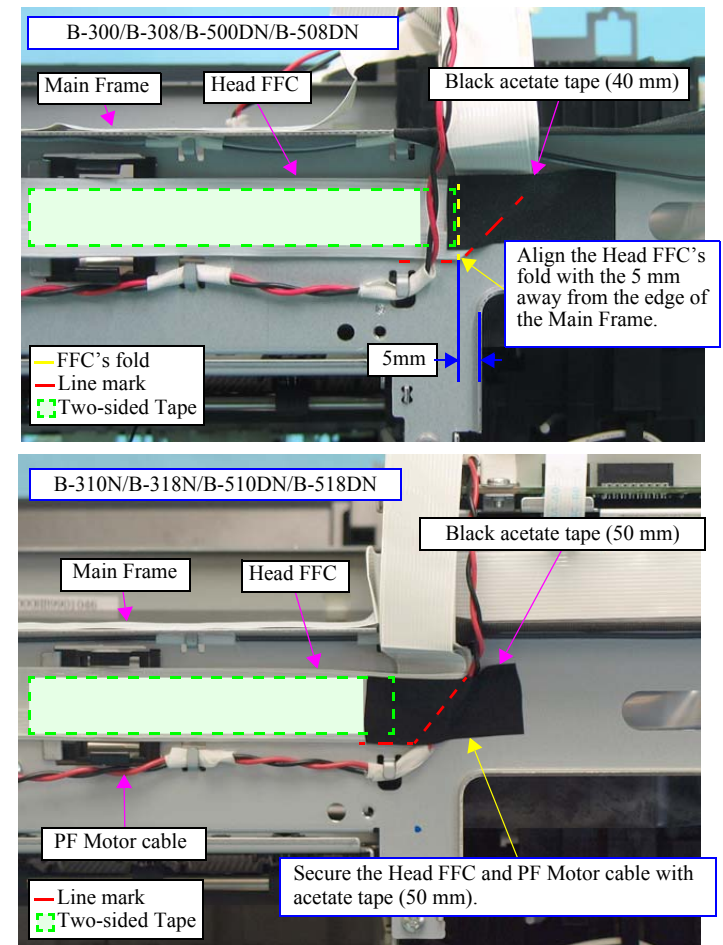 B-300/B-308/B-500DN/B-508DN
Main Frame
Head FFC
Black acetate tape (40 mm)
Align the Head FFC's
fold with the 5 mm
away from the edge of
the Main Frame.
5mm
FFC's fold
Line mark
Two-sided Tape
B-310N/B-318N/B-510DN/B-518DN
Black acetate tape (50 mm)
Main Frame
Head FFC
PF Motor cable
Secure the Head FFC and PF Motor cable with
acetate tape (50 mm).
Line mark
Two-sided Tape